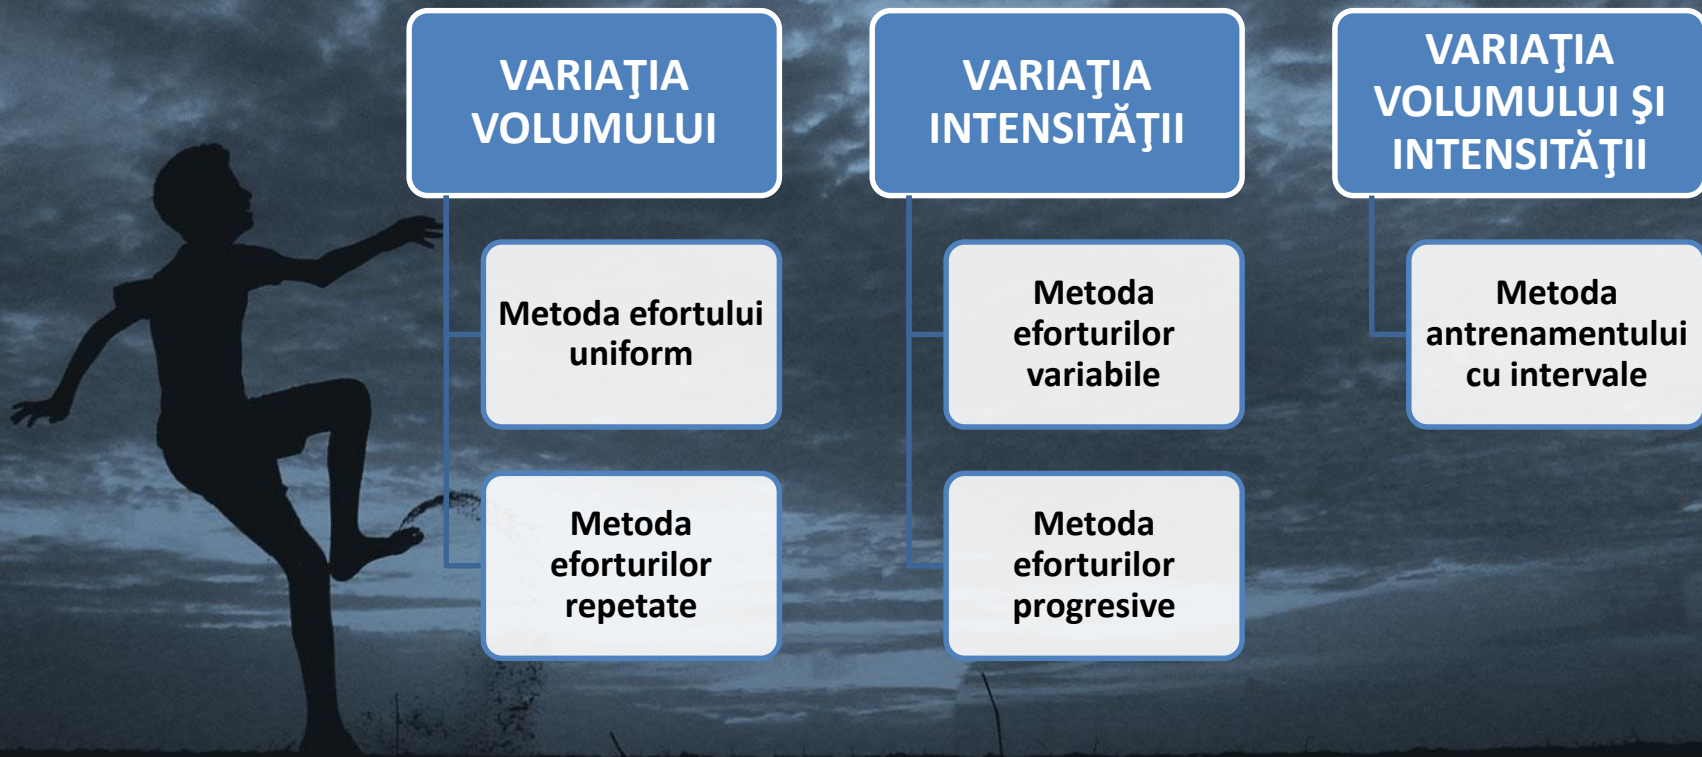 VARIAŢIA
VOLUMULUI
Metoda efortului
uniform
Metoda
eforturilor
repetate
VARIAŢIA
INTENSITĂŢII
Metoda
eforturilor
variabile
Metoda
eforturilor
progresive
VARIAŢIA
VOLUMULUI ŞI
INTENSITĂŢII
Metoda
antrenamentului
cu intervale